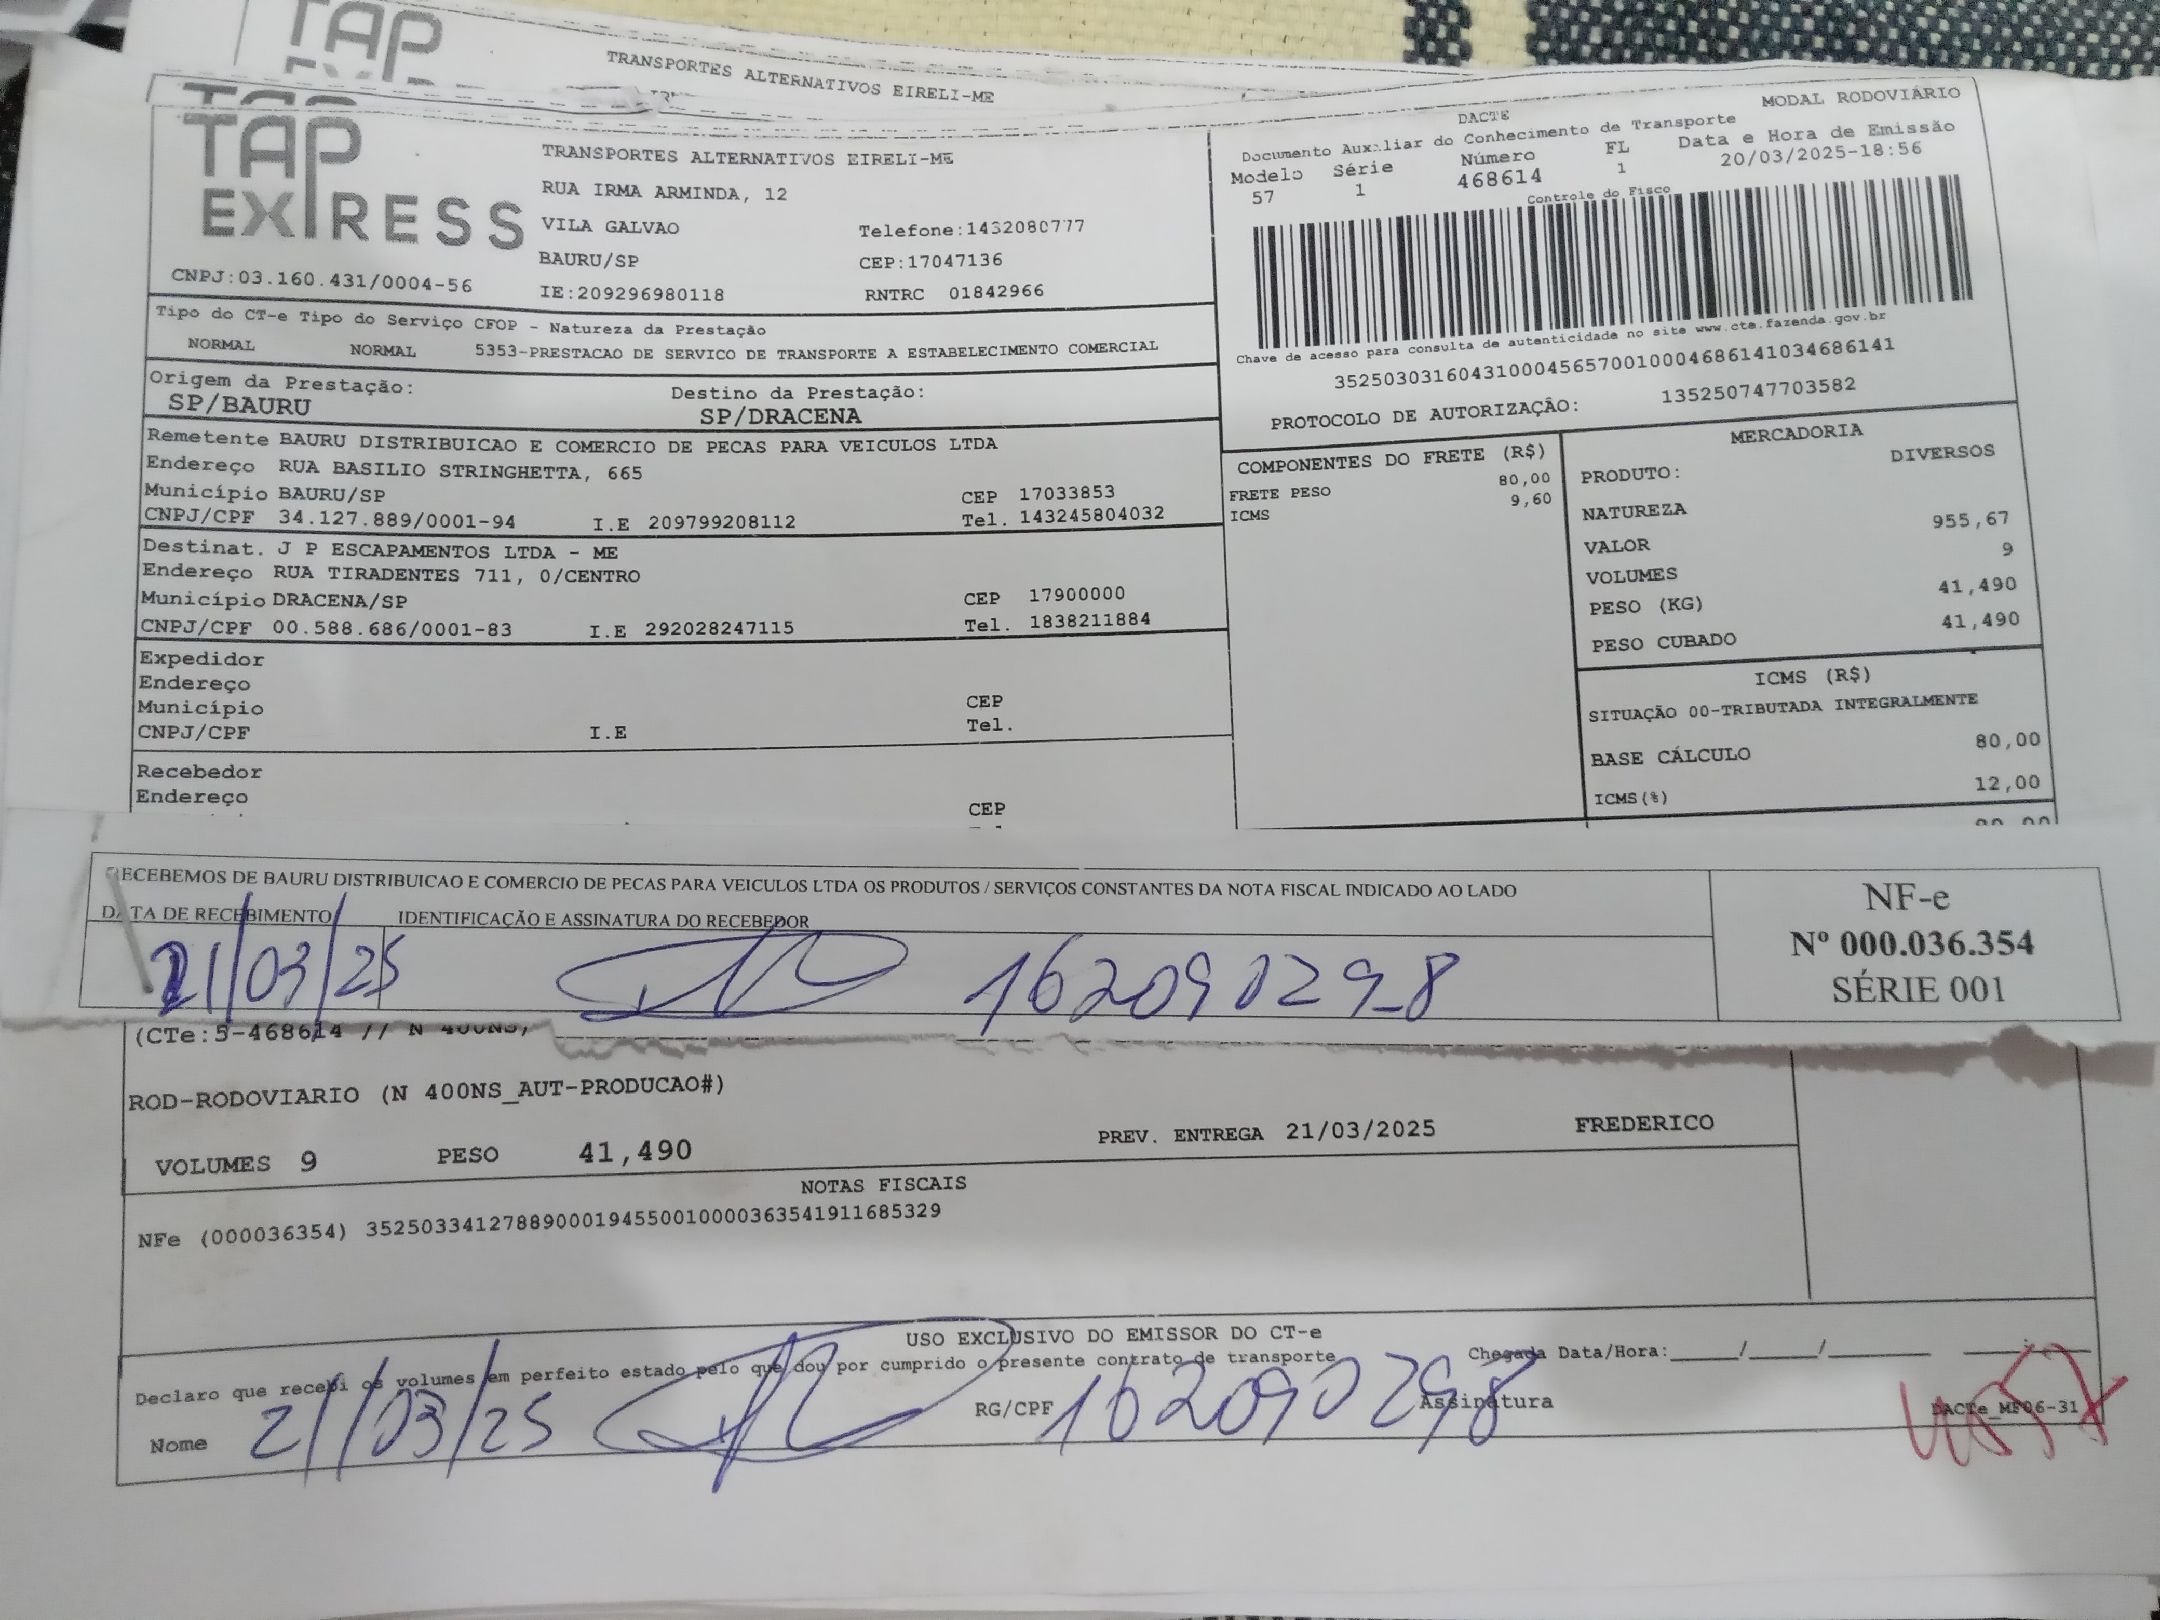 TAP
TRANSPORTES ALTERNATIVOS EIRELI-ME
TAP EXPRESS
TRANSPORTES ALTERNATIVOS EIRELI-ME
RUA IRMA ARMINDA, 12
VILA GALVAO Telefone:1432080777
BAURU/SP CEP:17047136
CNPJ:03.160.431/0004-56 IE:209296980118 RNTRC 01842966
DACTE MODAL RODOVIÁRIO
Documento Auxiliar do Conhecimento de Transporte
Modelo Série Número FL Data e Hora de Emissão
57 1 468614 1 20/03/2025-18:56
Controle do Fisco
Chave de acesso para consulta de autenticidade no site www.cte.fazenda.gov.br
35250303160431000456570010004686141034686141
PROTOCOLO DE AUTORIZAÇÃO: 135250747703582
Tipo do CT-e Tipo do Serviço CFOP - Natureza da Prestação
NORMAL NORMAL 5353-PRESTACAO DE SERVICO DE TRANSPORTE A ESTABELECIMENTO COMERCIAL
Origem da Prestação: Destino da Prestação:
SP/BAURU SP/DRACENA
Remetente BAURU DISTRIBUICAO E COMERCIO DE PECAS PARA VEICULOS LTDA
Endereço RUA BASILIO STRINGHETTA, 665
Município BAURU/SP CEP 17033853
CNPJ/CPF 34.127.889/0001-94 I.E 209799208112 Tel. 143245804032
Destinat. J P ESCAPAMENTOS LTDA - ME
Endereço RUA TIRADENTES 711, 0/CENTRO
Município DRACENA/SP CEP 17900000
CNPJ/CPF 00.588.686/0001-83 I.E 292028247115 Tel. 1838211884
Expedidor
Endereço
Município CEP
CNPJ/CPF I.E Tel.
Recebedor
Endereço CEP
COMPONENTES DO FRETE (R$)
FRETE PESO 80,00
ICMS 9,60
MERCADORIA
PRODUTO: DIVERSOS
NATUREZA
VALOR 955,67
VOLUMES 9
PESO (KG) 41,490
PESO CUBADO 41,490
ICMS (R$)
SITUAÇÃO 00-TRIBUTADA INTEGRALMENTE
BASE CÁLCULO 80,00
ICMS(%) 12,00
RECEBEMOS DE BAURU DISTRIBUICAO E COMERCIO DE PECAS PARA VEICULOS LTDA OS PRODUTOS / SERVIÇOS CONSTANTES DA NOTA FISCAL INDICADO AO LADO
DATA DE RECEBIMENTO IDENTIFICAÇÃO E ASSINATURA DO RECEBEDOR
21/03/25 16209029-8
NF-e
Nº 000.036.354
SÉRIE 001
(CTe:5-468614 // N 400NS,
ROD-RODOVIARIO (N 400NS_AUT-PRODUCAO#)
VOLUMES 9 PESO 41,490 PREV. ENTREGA 21/03/2025 FREDERICO
NOTAS FISCAIS
NFe (000036354) 35250334127889000194550010000363541911685329
USO EXCLUSIVO DO EMISSOR DO CT-e
Declaro que recebi os volumes em perfeito estado pelo que dou por cumprido o presente contrato de transporte Chegada Data/Hora:_____/_____/________ ________
Nome 21/03/25 RG/CPF 162090298 Assinatura DACTe_MF06-31